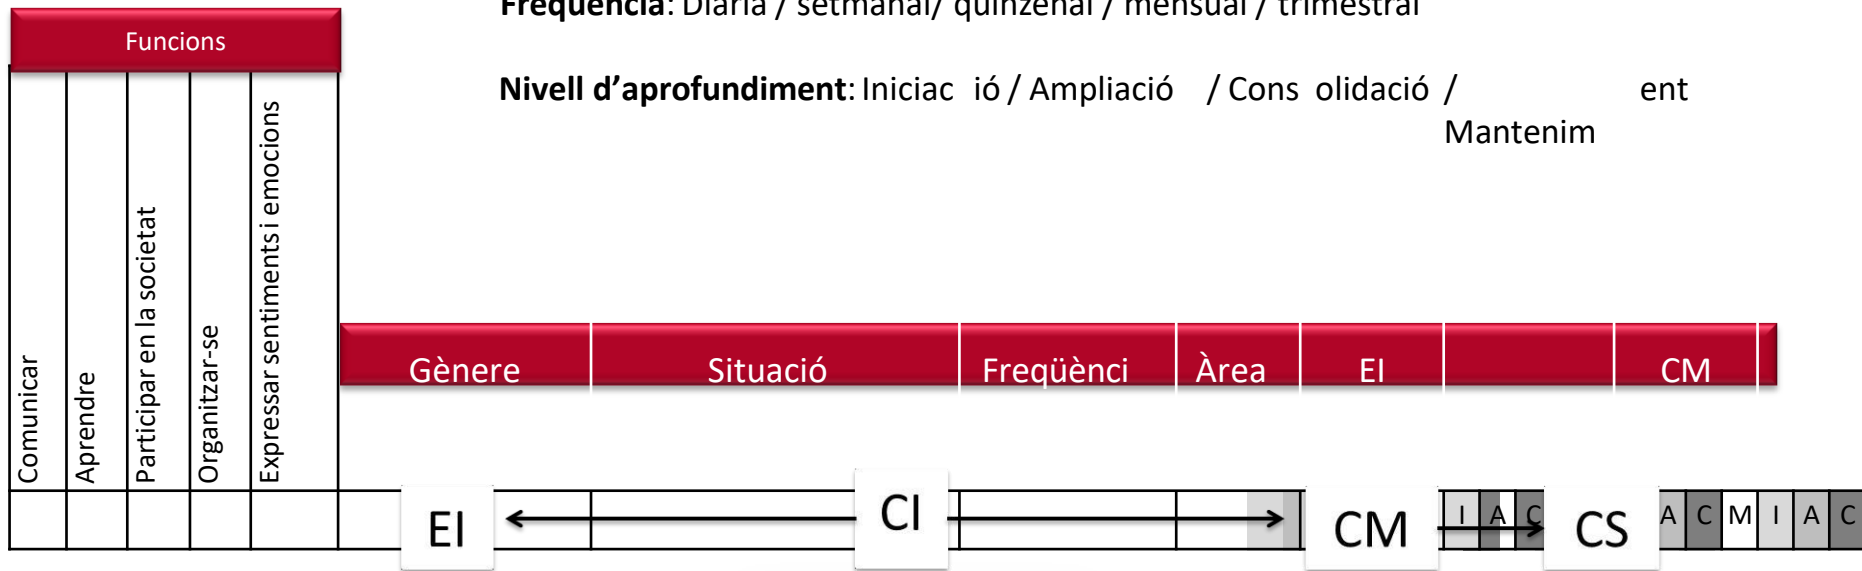 Freqüència: Diària / setmanal/ quinzenal / mensual / trimestral
Funcions
Nivell d’aprofundiment: Iniciac ió / Ampliació / Cons olidació / ent
Mantenim
Comunicar
Aprendre
Participar en la societat
Organitzar-se
Expressar sentiments i emocions
Gènere Situació Freqüènci Àrea EI CM
EI CI CM I A C CS A C M I A C